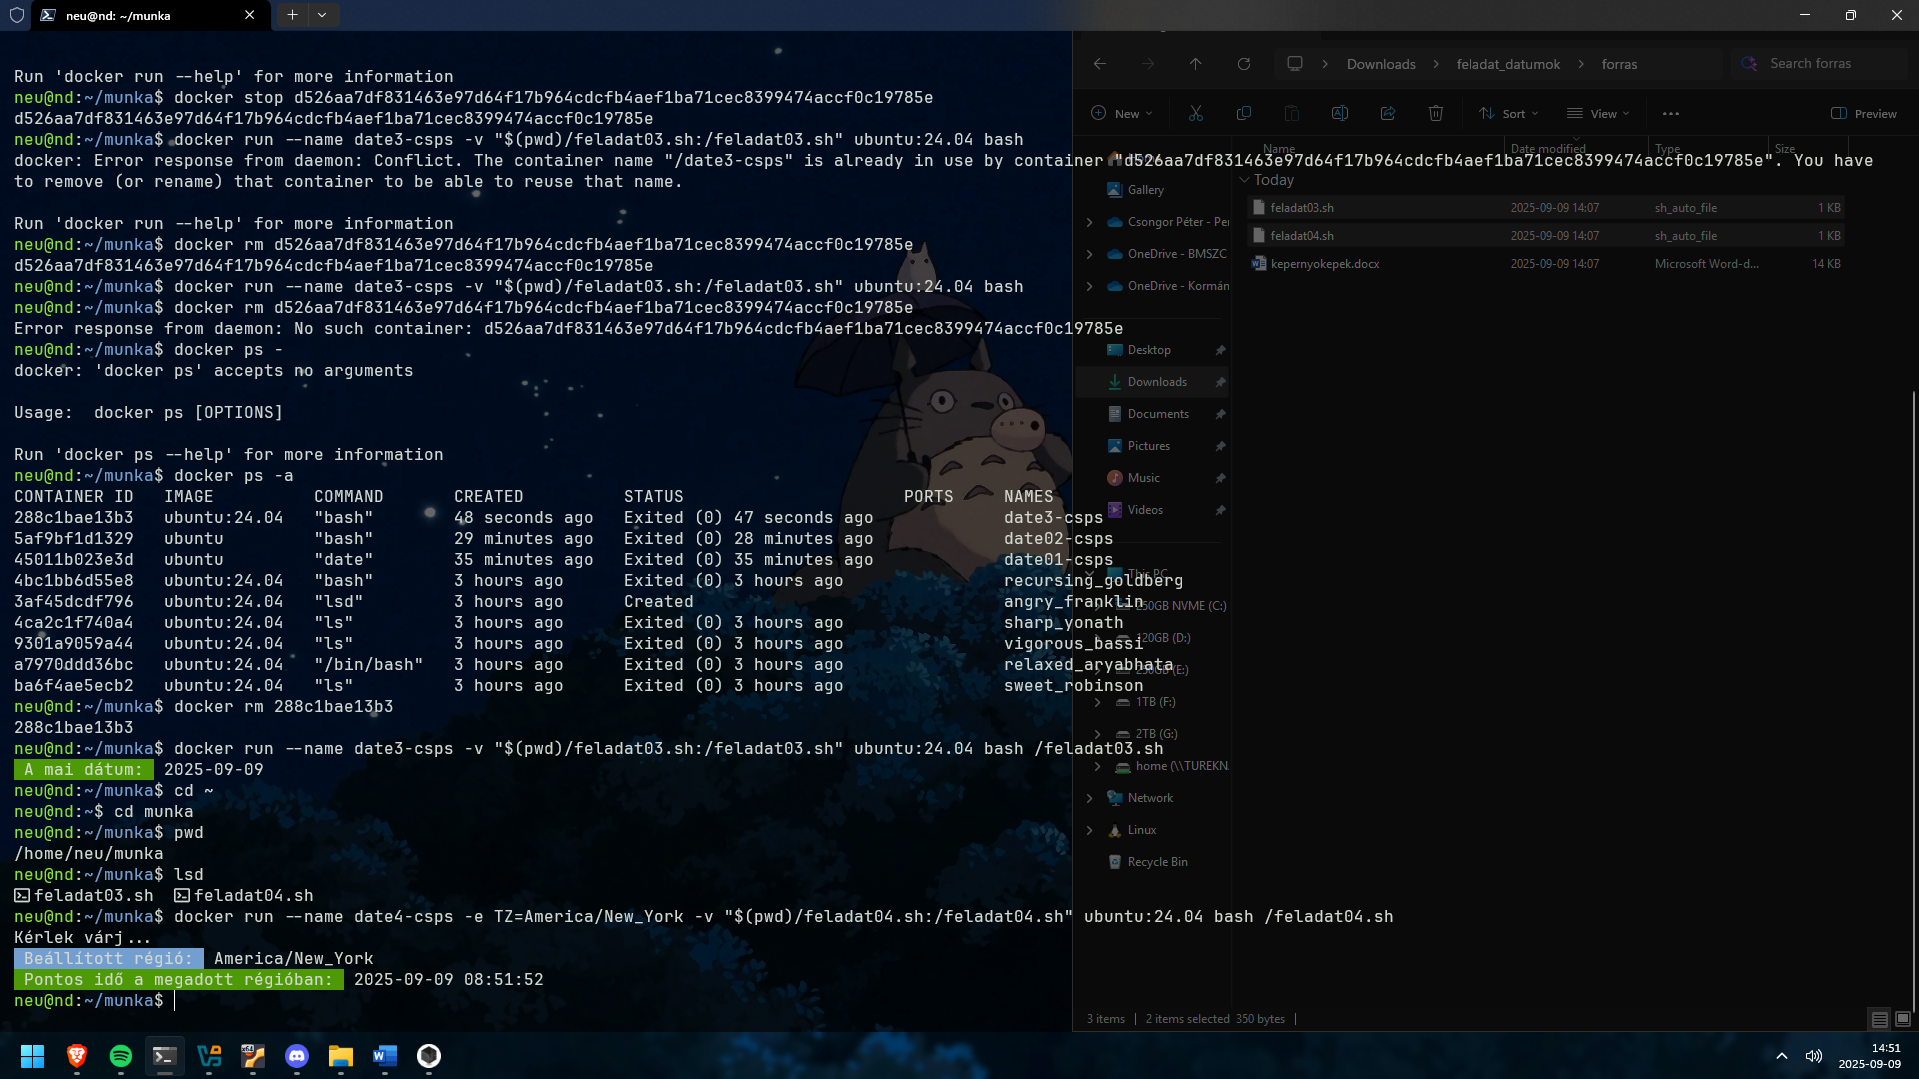 neu@nd: ~/munka
Run 'docker run --help' for more information
neu@nd:~/munka$ docker stop d526aa7df831463e97d64f17b964cdcfb4aef1ba71cec8399474accf0c19785e
d526aa7df831463e97d64f17b964cdcfb4aef1ba71cec8399474accf0c19785e
neu@nd:~/munka$ docker run --name date3-csps -v "$(pwd)/feladat03.sh:/feladat03.sh" ubuntu:24.04 bash
docker: Error response from daemon: Conflict. The container name "/date3-csps" is already in use by container "d526aa7df831463e97d64f17b964cdcfb4aef1ba71cec8399474accf0c19785e". You have
to remove (or rename) that container to be able to reuse that name.
Run 'docker run --help' for more information
neu@nd:~/munka$ docker rm d526aa7df831463e97d64f17b964cdcfb4aef1ba71cec8399474accf0c19785e
d526aa7df831463e97d64f17b964cdcfb4aef1ba71cec8399474accf0c19785e
neu@nd:~/munka$ docker run --name date3-csps -v "$(pwd)/feladat03.sh:/feladat03.sh" ubuntu:24.04 bash
neu@nd:~/munka$ docker rm d526aa7df831463e97d64f17b964cdcfb4aef1ba71cec8399474accf0c19785e
Error response from daemon: No such container: d526aa7df831463e97d64f17b964cdcfb4aef1ba71cec8399474accf0c19785e
neu@nd:~/munka$ docker ps -
docker: 'docker ps' accepts no arguments
Usage:  docker ps [OPTIONS]
Run 'docker ps --help' for more information
neu@nd:~/munka$ docker ps -a
CONTAINER ID   IMAGE          COMMAND       CREATED          STATUS                      PORTS     NAMES
288c1bae13b3   ubuntu:24.04   "bash"        48 seconds ago   Exited (0) 47 seconds ago             date3-csps
5af9bf1d1329   ubuntu         "bash"        29 minutes ago   Exited (0) 28 minutes ago             date02-csps
45011b023e3d   ubuntu         "date"        35 minutes ago   Exited (0) 35 minutes ago             date01-csps
4bc1bb6d55e8   ubuntu:24.04   "bash"        3 hours ago      Exited (0) 3 hours ago                recursing_goldberg
3af45dcdf796   ubuntu:24.04   "lsd"         3 hours ago      Created                               angry_franklin
4ca2c1f740a4   ubuntu:24.04   "ls"          3 hours ago      Exited (0) 3 hours ago                sharp_yonath
9301a9059a44   ubuntu:24.04   "ls"          3 hours ago      Exited (0) 3 hours ago                vigorous_bassi
a7970ddd36bc   ubuntu:24.04   "/bin/bash"   3 hours ago      Exited (0) 3 hours ago                relaxed_aryabhata
ba6f4ae5ecb2   ubuntu:24.04   "ls"          3 hours ago      Exited (0) 3 hours ago                sweet_robinson
neu@nd:~/munka$ docker rm 288c1bae13b3
288c1bae13b3
neu@nd:~/munka$ docker run --name date3-csps -v "$(pwd)/feladat03.sh:/feladat03.sh" ubuntu:24.04 bash /feladat03.sh
A mai dátum: 2025-09-09
neu@nd:~/munka$ cd ~
neu@nd:~$ cd munka
neu@nd:~/munka$ pwd
/home/neu/munka
neu@nd:~/munka$ lsd
feladat03.sh  feladat04.sh
neu@nd:~/munka$ docker run --name date4-csps -e TZ=America/New_York -v "$(pwd)/feladat04.sh:/feladat04.sh" ubuntu:24.04 bash /feladat04.sh
Kérlek várj...
Beállított régió: America/New_York
Pontos idő a megadott régióban: 2025-09-09 08:51:52
neu@nd:~/munka$
Downloads > feladat_datumok > forras
Search forras
New Sort View ... Preview
Name Date modified Type Size
Today
feladat03.sh 2025-09-09 14:07 sh_auto_file 1 KB
feladat04.sh 2025-09-09 14:07 sh_auto_file 1 KB
kepernyokepek.docx 2025-09-09 14:07 Microsoft Word-d... 14 KB
Gallery
Csongor Péter - Per
OneDrive - BMSZC
OneDrive - Kormán
Desktop
Downloads
Documents
Pictures
Music
Videos
This PC
250GB NVME (C:)
120GB (D:)
250GB (E:)
1TB (F:)
2TB (G:)
home (\\TUREKN
Network
Linux
Recycle Bin
3 items | 2 items selected 350 bytes |
14:51
2025-09-09